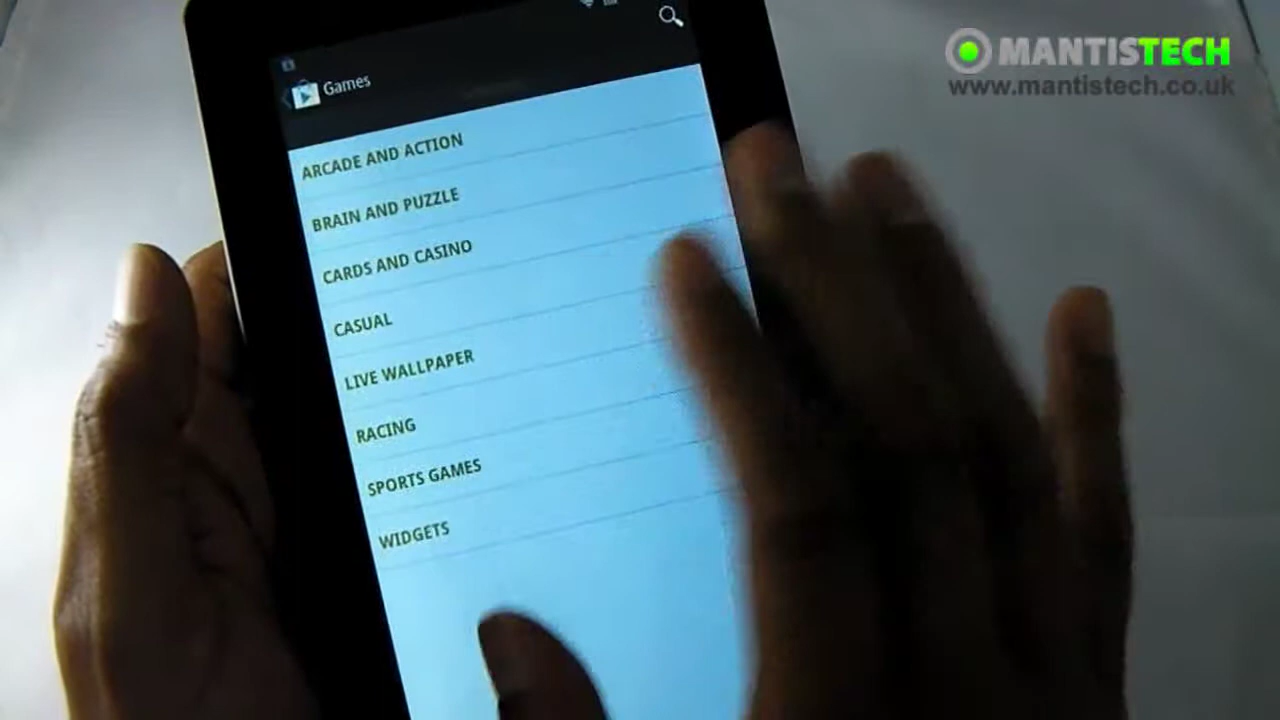 MANTISTECH
www.mantistech.co.uk
Games
ARCADE AND ACTION
BRAIN AND PUZZLE
CARDS AND CASINO
CASUAL
LIVE WALLPAPER
RACING
SPORTS GAMES
WIDGETS